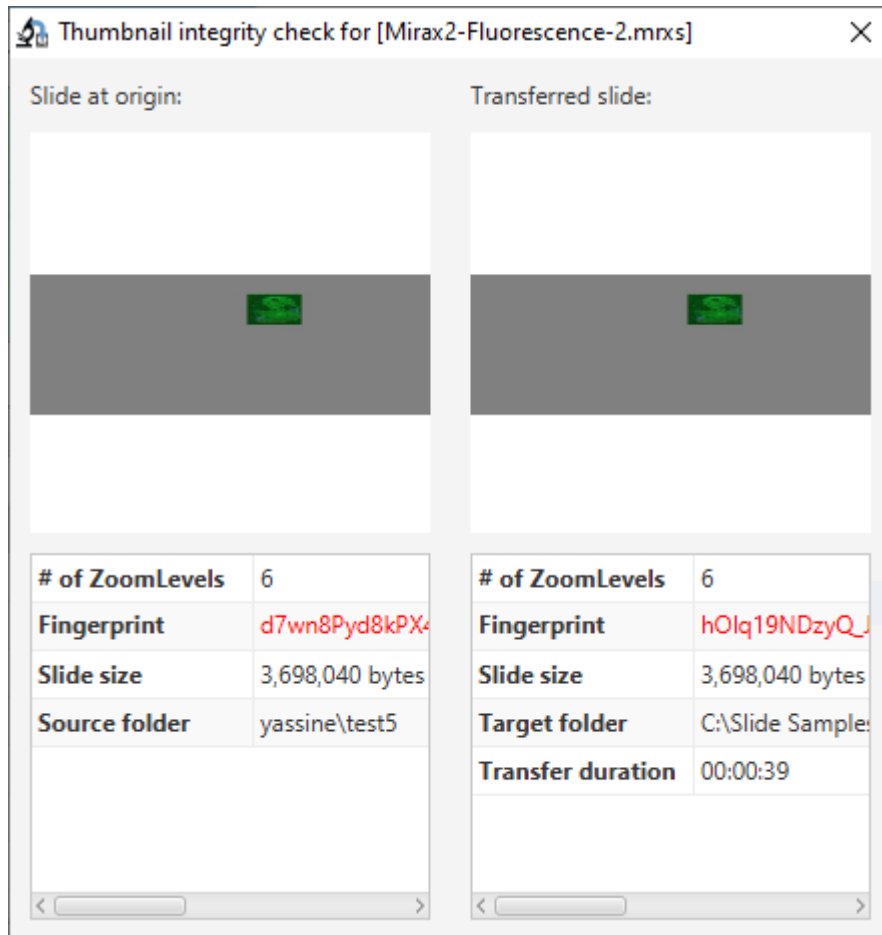 Thumbnail integrity check for [Mirax2-Fluorescence-2.mrxs]
Slide at origin:
Transferred slide:
# of ZoomLevels 6
Fingerprint d7wn8Pyd8kPX4
Slide size 3,698,040 bytes
Source folder yassine\test5
# of ZoomLevels 6
Fingerprint hOlq19NDzyQ_J
Slide size 3,698,040 bytes
Target folder C:\Slide Samples
Transfer duration 00:00:39